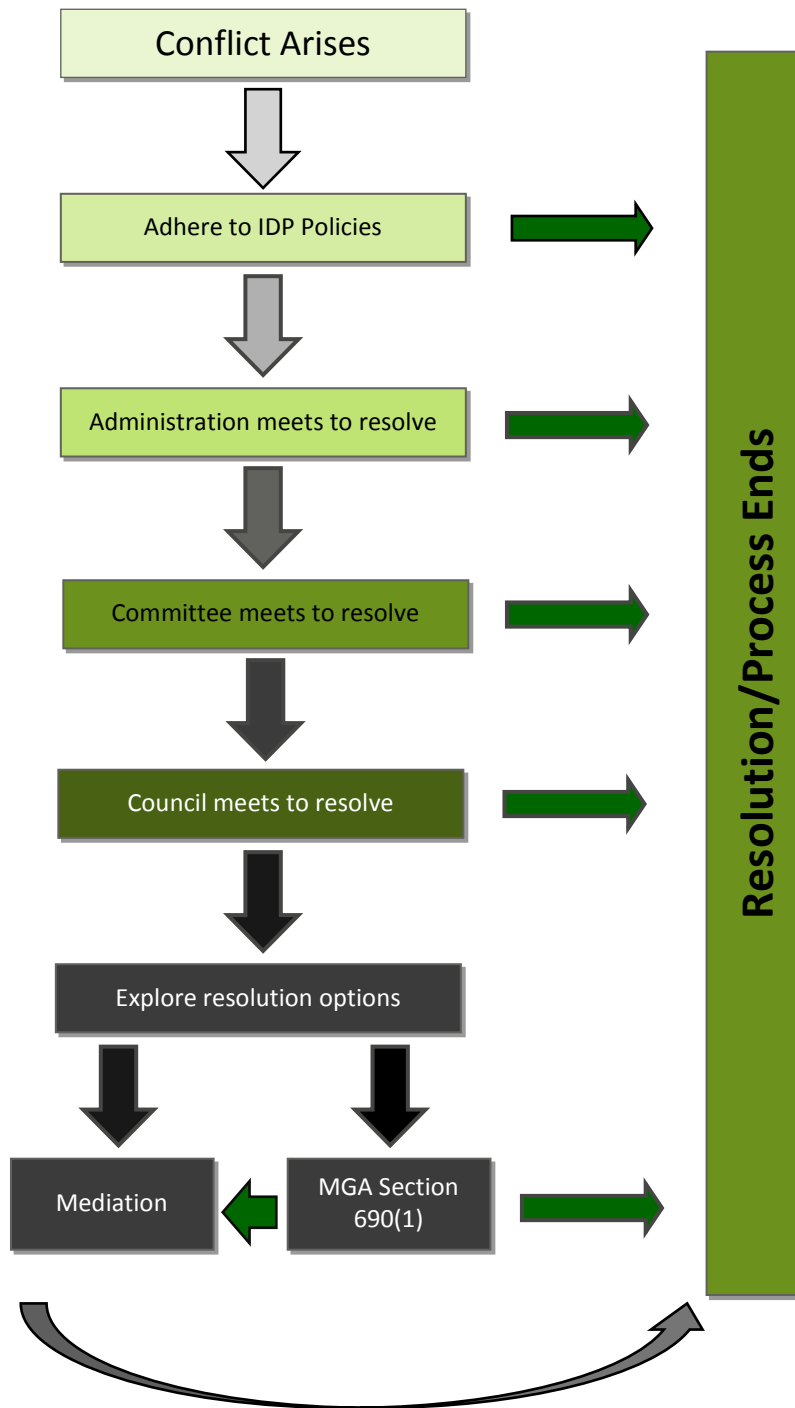 Conflict Arises
Adhere to IDP Policies
Administration meets to resolve
Committee meets to resolve
Council meets to resolve
Explore resolution options
Mediation
MGA Section
690(1)
Resolution/Process Ends